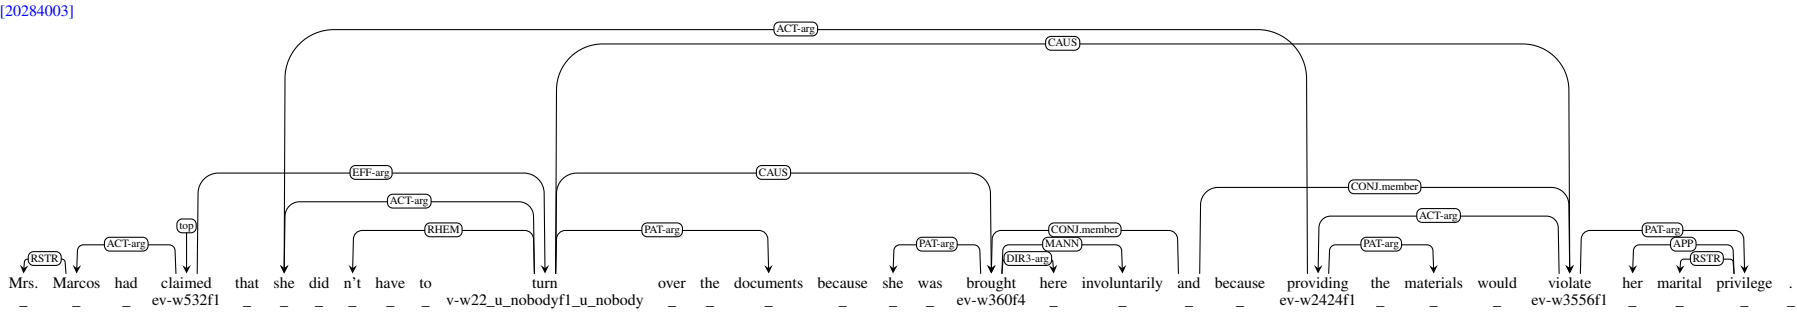 [20284003]
ACT-arg
CAUS
EFF-arg CAUS
CONJ.member
ACT-arg ACT-arg
top RHEM PAT-arg CONJ.member PAT-arg
ACT-arg PAT-arg MANN PAT-arg APP
RSTR DIR3-arg RSTR
Mrs. Marcos had claimed that she did n't have to turn over the documents because she was brought here involuntarily and because providing the materials would violate her marital privilege .
_ _ _ ev-w532f1 _ _ _ _ _ _ v-w22_u_nobodyf1_u_nobody _ _ _ _ _ _ ev-w360f4 _ _ _ _ ev-w2424f1 _ _ _ ev-w3556f1 _ _ _ _